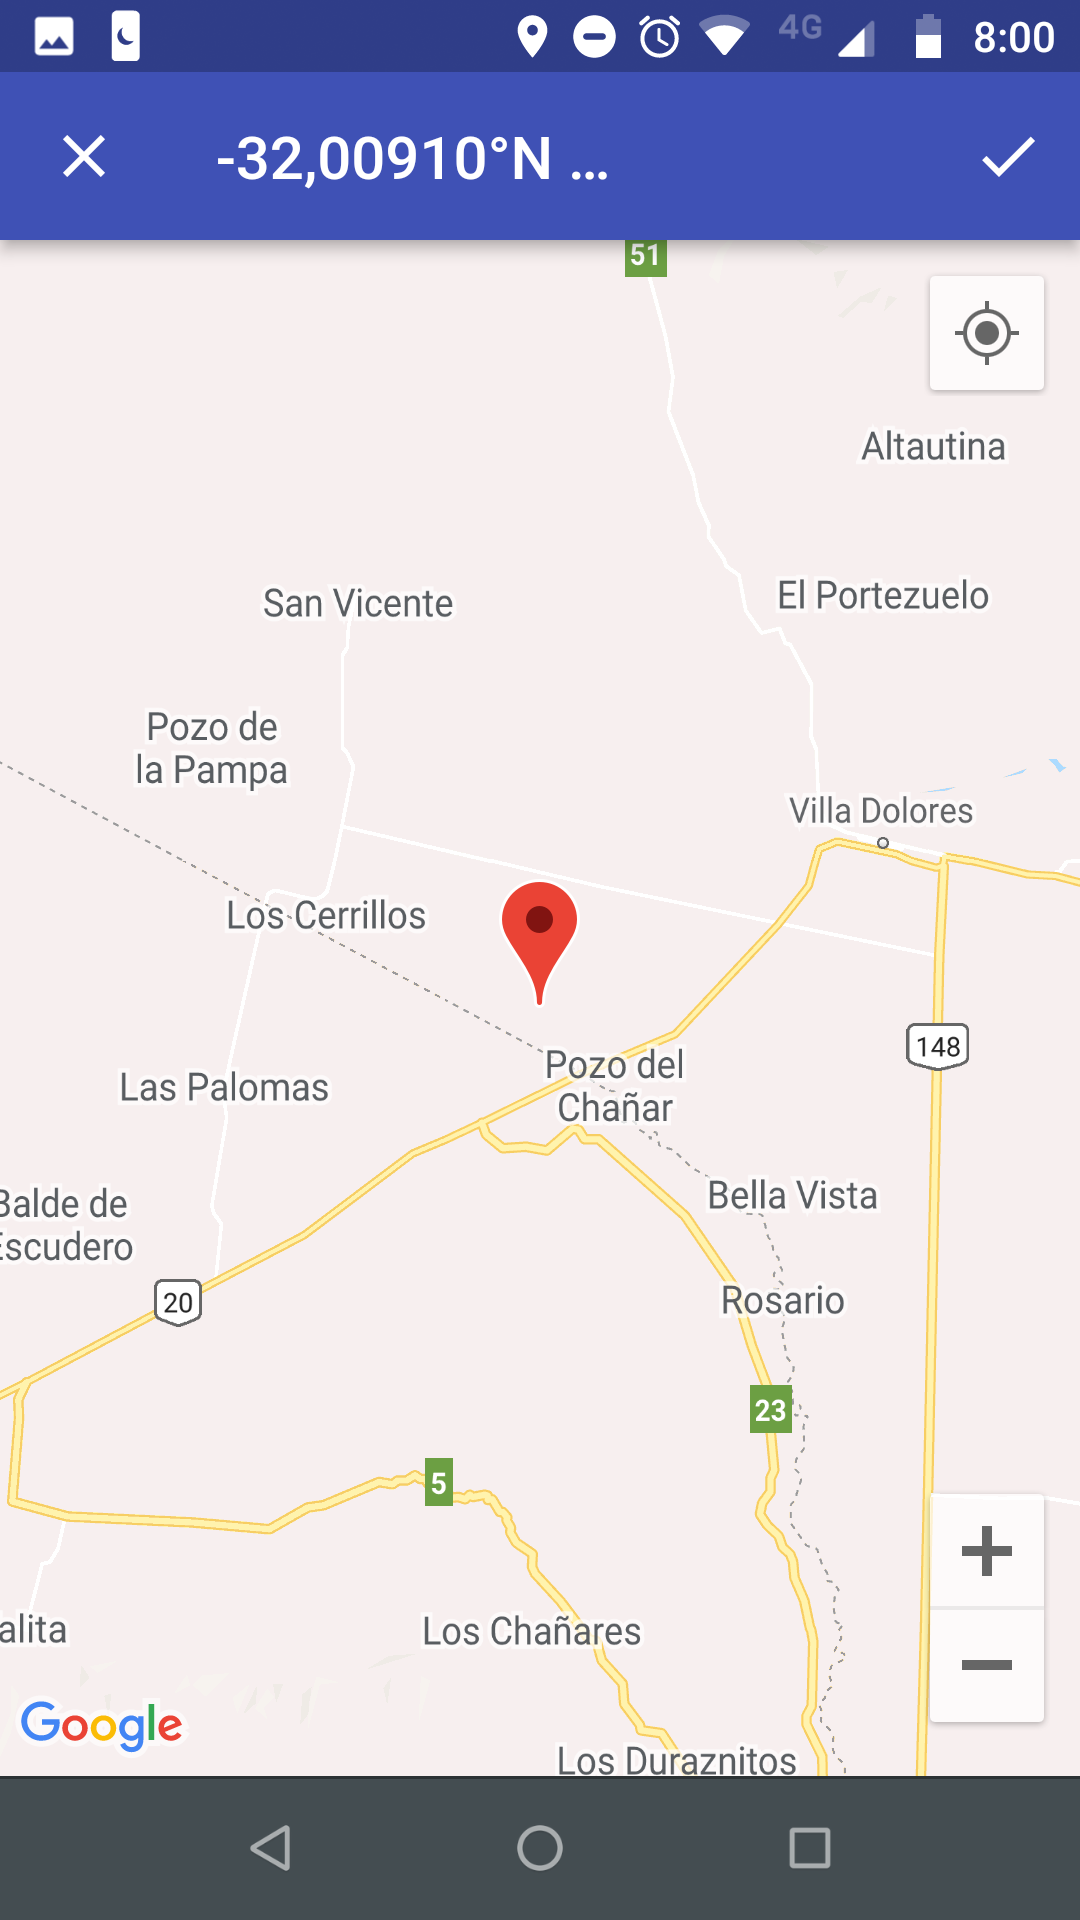 4G 8:00
-32,00910°N ...
51
Altautina
San Vicente
El Portezuelo
Pozo de
la Pampa
Villa Dolores
Los Cerrillos
148
Pozo del
Chañar
Las Palomas
Bella Vista
Balde de
Escudero
20
Rosario
23
5
alita
Los Chañares
Google
Los Duraznitos